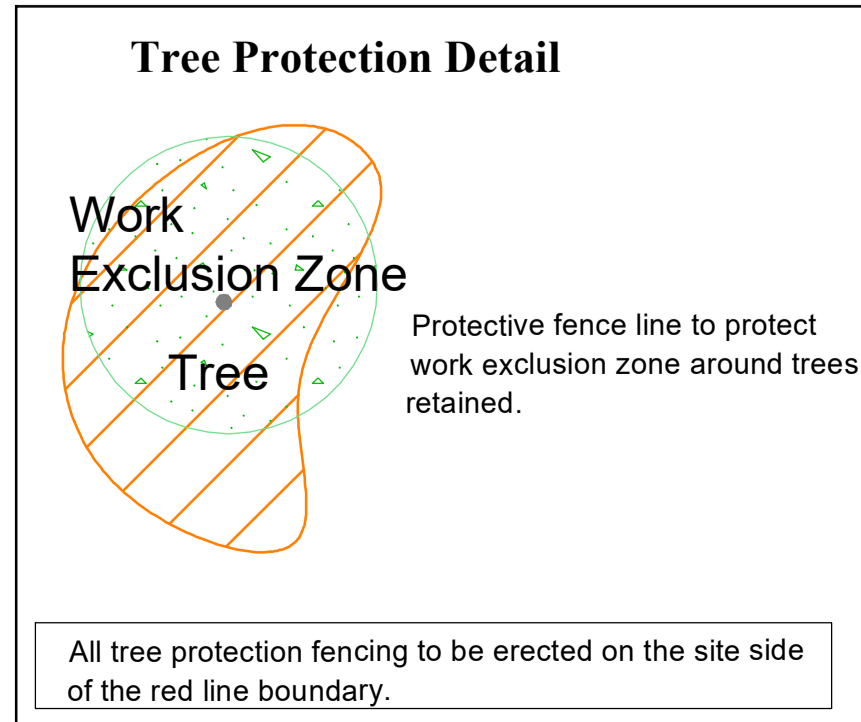 Tree Protection Detail
Work
Exclusion Zone
Tree
Protective fence line to protect
work exclusion zone around trees
retained.
All tree protection fencing to be erected on the site side
of the red line boundary.